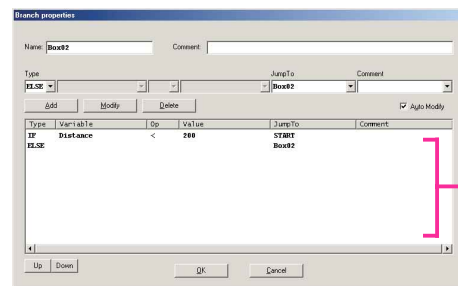 Branch properties
Name: Box02 Comment:
Type JumpTo Comment
ELSE Box02
Add Modify Delete Auto Modify
Type Variable Op Value JumpTo Comment
IF Distance < 200 START
ELSE Box02
Up Down OK Cancel